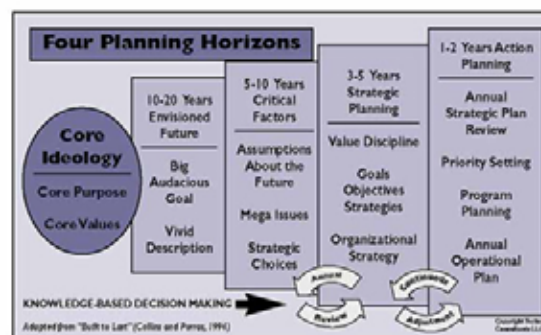 Four Planning Horizons
Core
Ideology
Core Purpose
Core Values
10-20 Years
Envisioned
Future
Big
Audacious
Goal
Vivid
Description
5-10 Years
Critical
Factors
Assumptions
About the
Future
Mega Issues
Strategic
Choices
3-5 Years
Strategic
Planning
Value Discipline
Goals
Objectives
Strategies
Organizational
Strategy
1-2 Years Action
Planning
Annual
Strategic Plan
Review
Priority Setting
Program
Planning
Annual
Operational
Plan
KNOWLEDGE-BASED DECISION MAKING
Annual
Review
Continuous
Adjustment
Adapted from "Built to Last" (Collins and Porras, 1994)
Copyright